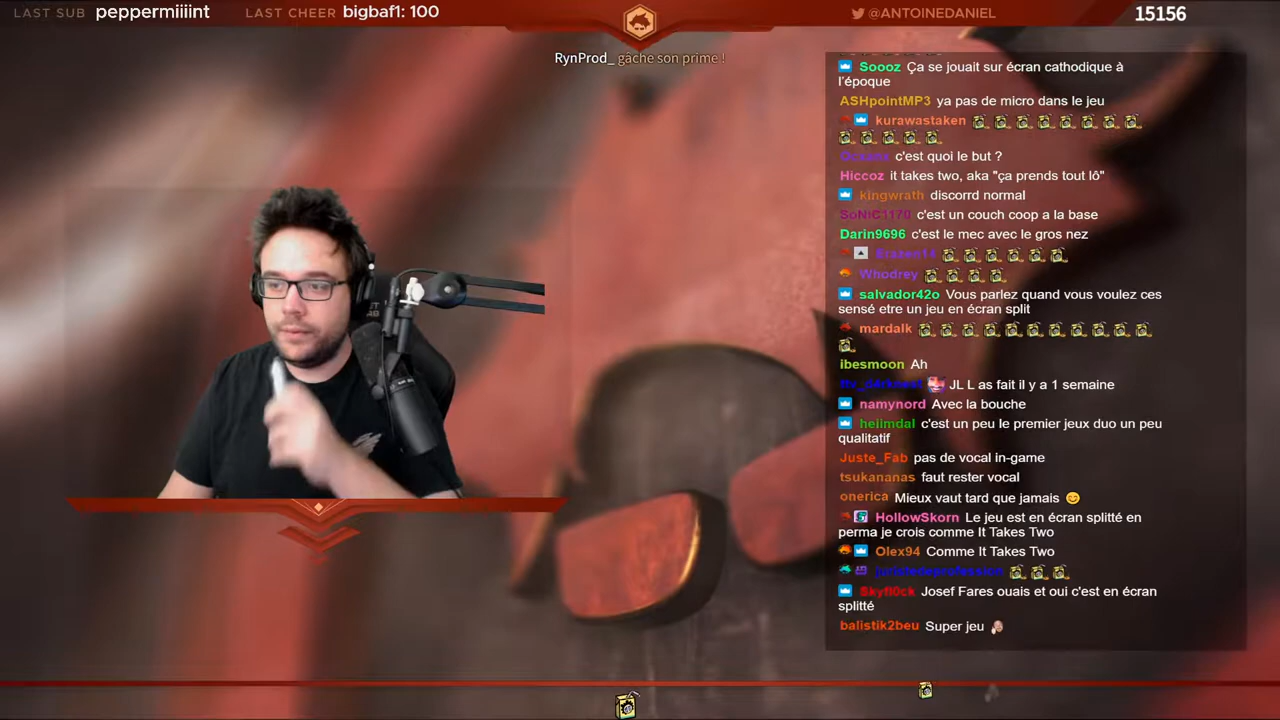 LAST SUB peppermiiiint LAST CHEER bigbaf1: 100 @ANTOINEDANIEL 15156
RynProd_ gâche son prime !
Soooz Ça se jouait sur écran cathodique à
l'époque
ASHpointMP3 ya pas de micro dans le jeu
kurawastaken
c'est quoi le but ?
Hiccoz it takes two, aka "ça prends tout lô"
kingwrath discorrd normal
SoNiC1170 c'est un couch coop a la base
Darin9696 c'est le mec avec le gros nez
Whodrey
salvador42o Vous parlez quand vous voulez ces
sensé etre un jeu en écran split
mardalk
ibesmoon Ah
JL L as fait il y a 1 semaine
namynord Avec la bouche
heiimdal c'est un peu le premier jeux duo un peu
qualitatif
Juste_Fab pas de vocal in-game
tsukananas faut rester vocal
onerica Mieux vaut tard que jamais 😊
HollowSkorn Le jeu est en écran splitté en
perma je crois comme It Takes Two
Olex94 Comme It Takes Two
juristedeprofession
Skyfl0ck Josef Fares ouais et oui c'est en écran
splitté
balistik2beu Super jeu